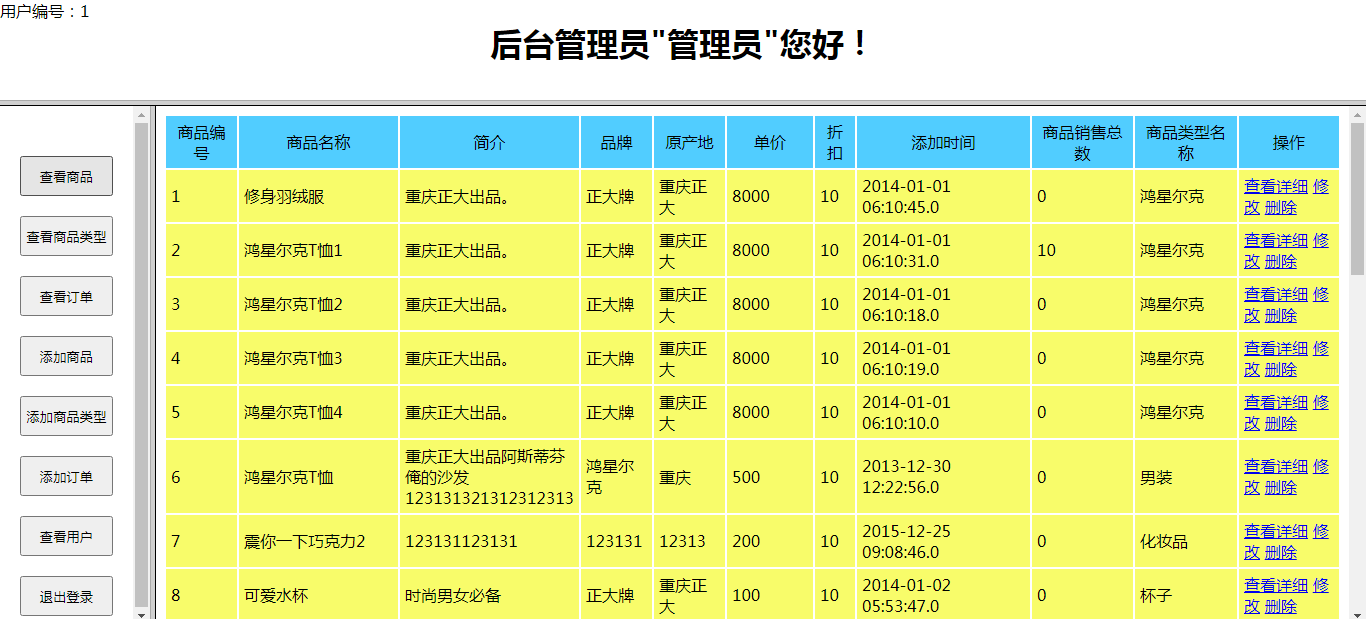 用户编号：1
后台管理员"管理员"您好！
查看商品
查看商品类型
查看订单
添加商品
添加商品类型
添加订单
查看用户
退出登录
商品编号 商品名称 简介 品牌 原产地 单价 折扣 添加时间 商品销售总数 商品类型名称 操作
1 修身羽绒服 重庆正大出品。 正大牌 重庆正大 8000 10 2014-01-01 06:10:45.0 0 鸿星尔克 查看详细 修改 删除
2 鸿星尔克T恤1 重庆正大出品。 正大牌 重庆正大 8000 10 2014-01-01 06:10:31.0 10 鸿星尔克 查看详细 修改 删除
3 鸿星尔克T恤2 重庆正大出品。 正大牌 重庆正大 8000 10 2014-01-01 06:10:18.0 0 鸿星尔克 查看详细 修改 删除
4 鸿星尔克T恤3 重庆正大出品。 正大牌 重庆正大 8000 10 2014-01-01 06:10:19.0 0 鸿星尔克 查看详细 修改 删除
5 鸿星尔克T恤4 重庆正大出品。 正大牌 重庆正大 8000 10 2014-01-01 06:10:10.0 0 鸿星尔克 查看详细 修改 删除
6 鸿星尔克T恤 重庆正大出品阿斯蒂芬俺的沙发123131321312312313 鸿星尔克 重庆 500 10 2013-12-30 12:22:56.0 0 男装 查看详细 修改 删除
7 震你一下巧克力2 123131123131 123131 12313 200 10 2015-12-25 09:08:46.0 0 化妆品 查看详细 修改 删除
8 可爱水杯 时尚男女必备 正大牌 重庆正大 100 10 2014-01-02 05:53:47.0 0 杯子 查看详细 修改 删除